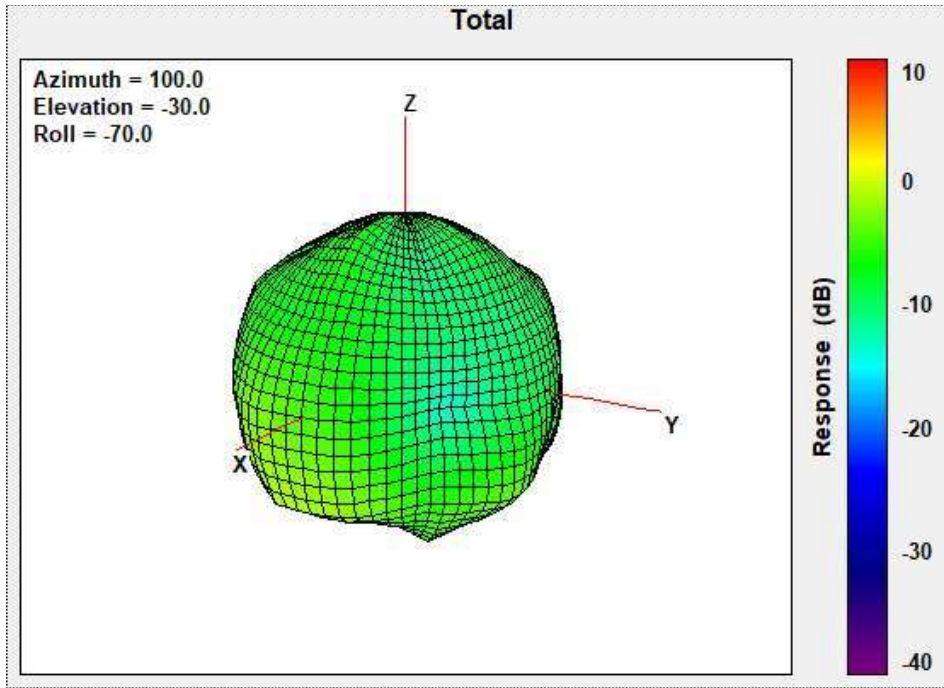 Total
Azimuth = 100.0
Elevation = -30.0
Roll = -70.0
Z
Y
X
10
0
-10
-20
-30
-40
Response (dB)